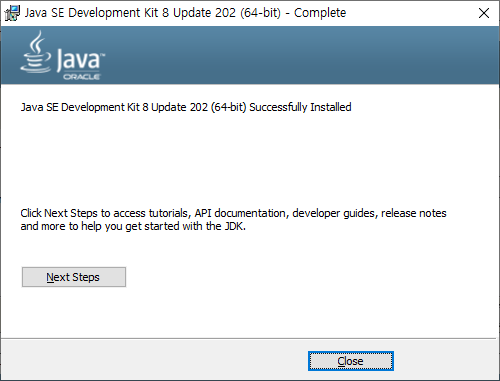 Java SE Development Kit 8 Update 202 (64-bit) - Complete
Java™
ORACLE
Java SE Development Kit 8 Update 202 (64-bit) Successfully Installed
Click Next Steps to access tutorials, API documentation, developer guides, release notes
and more to help you get started with the JDK.
Next Steps
Close